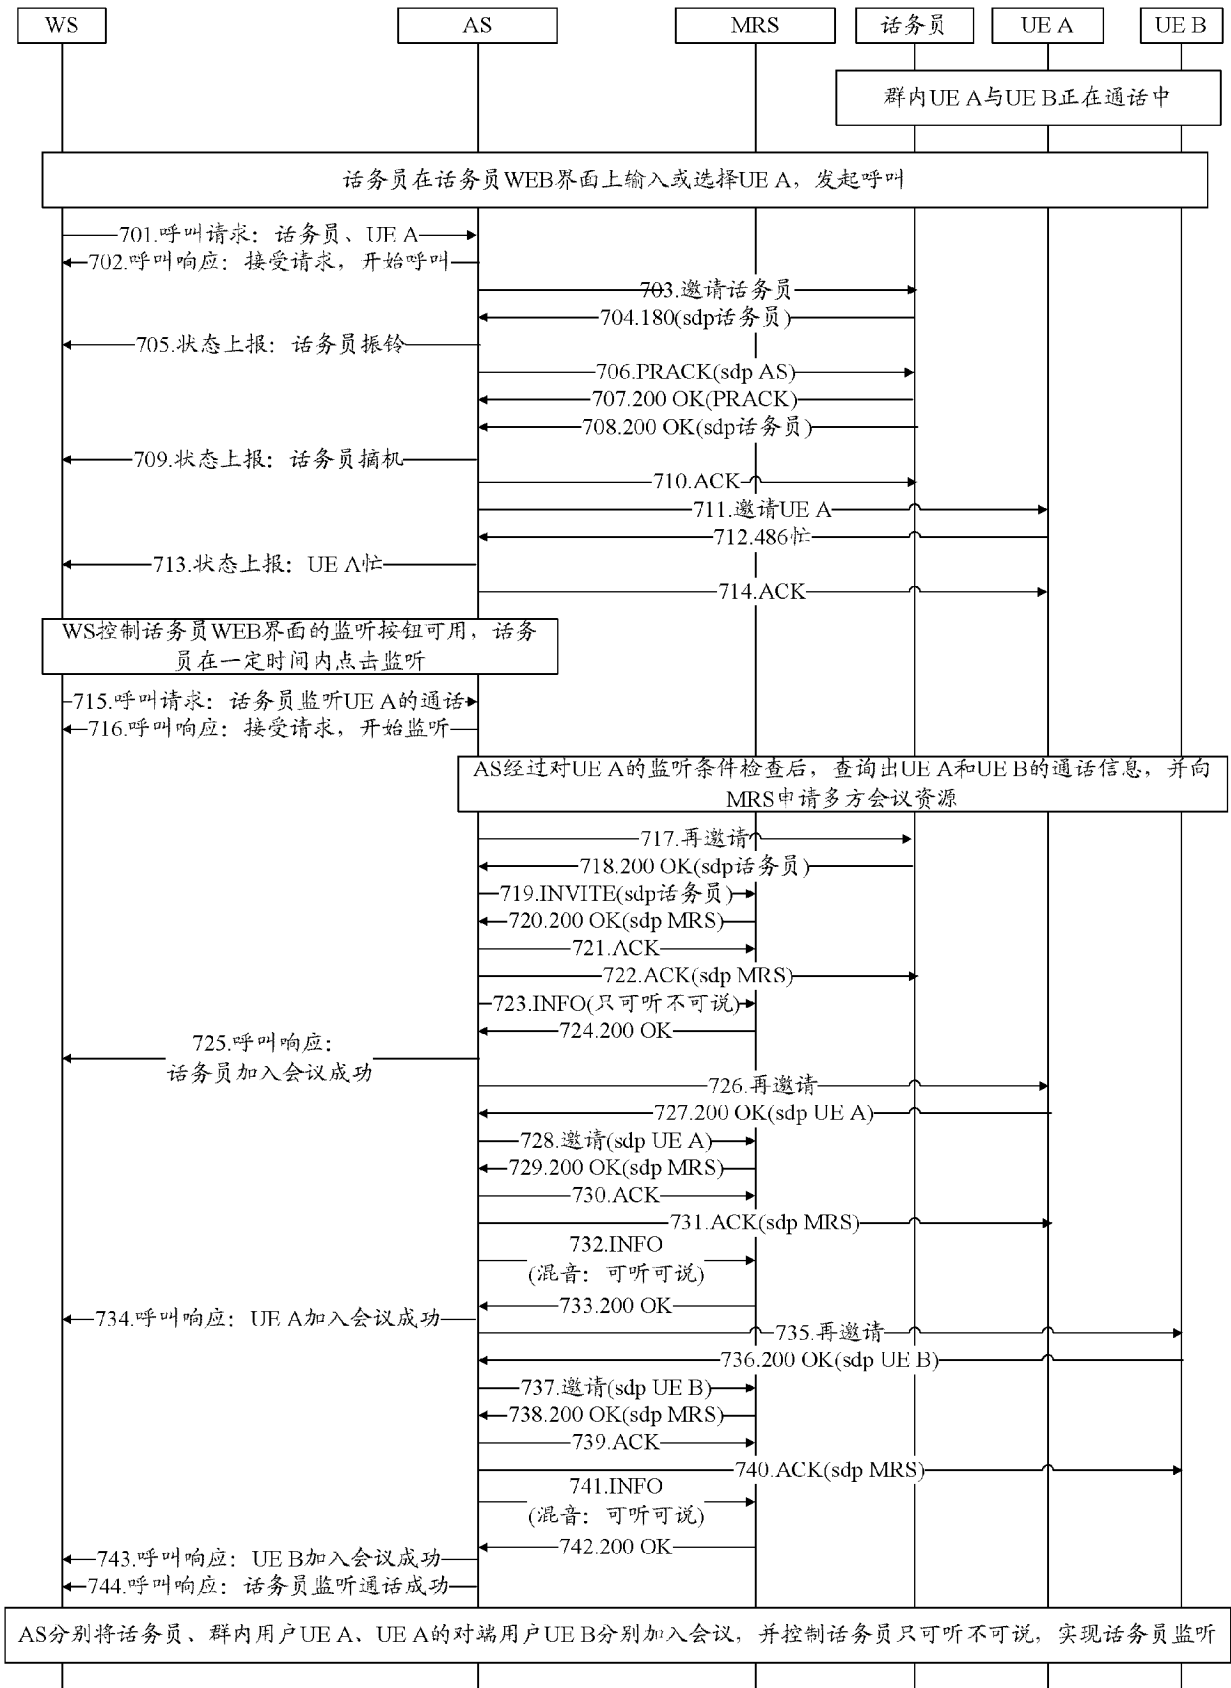 WS
AS
MRS
话务员
UE A
UE B
群内UE A与UE B正在通话中
话务员在话务员WEB界面上输入或选择UE A，发起呼叫
701.呼叫请求：话务员、UE A
702.呼叫响应：接受请求，开始呼叫
703.邀请话务员
704.180(sdp话务员)
705.状态上报：话务员振铃
706.PRACK(sdp AS)
707.200 OK(PRACK)
708.200 OK(sdp话务员)
709.状态上报：话务员摘机
710.ACK
711.邀请UE A
712.486忙
713.状态上报：UE A忙
714.ACK
WS控制话务员WEB界面的监听按钮可用，话务
员在一定时间内点击监听
715.呼叫请求：话务员监听UE A的通话
716.呼叫响应：接受请求，开始监听
AS经过对UE A的监听条件检查后，查询出UE A和UE B的通话信息，并向
MRS申请多方会议资源
717.再邀请
718.200 OK(sdp话务员)
719.INVITE(sdp话务员)
720.200 OK(sdp MRS)
721.ACK
722.ACK(sdp MRS)
723.INFO(只可听不可说)
724.200 OK
725.呼叫响应：
话务员加入会议成功
726.再邀请
727.200 OK(sdp UE A)
728.邀请(sdp UE A)
729.200 OK(sdp MRS)
730.ACK
731.ACK(sdp MRS)
732.INFO
(混音：可听可说)
733.200 OK
734.呼叫响应：UE A加入会议成功
735.再邀请
736.200 OK(sdp UE B)
737.邀请(sdp UE B)
738.200 OK(sdp MRS)
739.ACK
740.ACK(sdp MRS)
741.INFO
(混音：可听可说)
742.200 OK
743.呼叫响应：UE B加入会议成功
744.呼叫响应：话务员监听通话成功
AS分别将话务员、群内用户UE A、UE A的对端用户UE B分别加入会议，并控制话务员只可听不可说，实现话务员监听